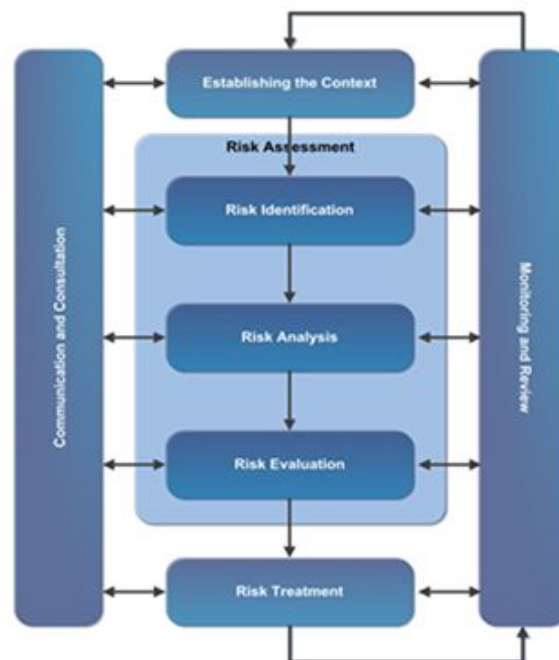 Establishing the Context
Risk Assessment
Risk Identification
Communication and Consultation
Monitoring and Review
Risk Analysis
Risk Evaluation
Risk Treatment